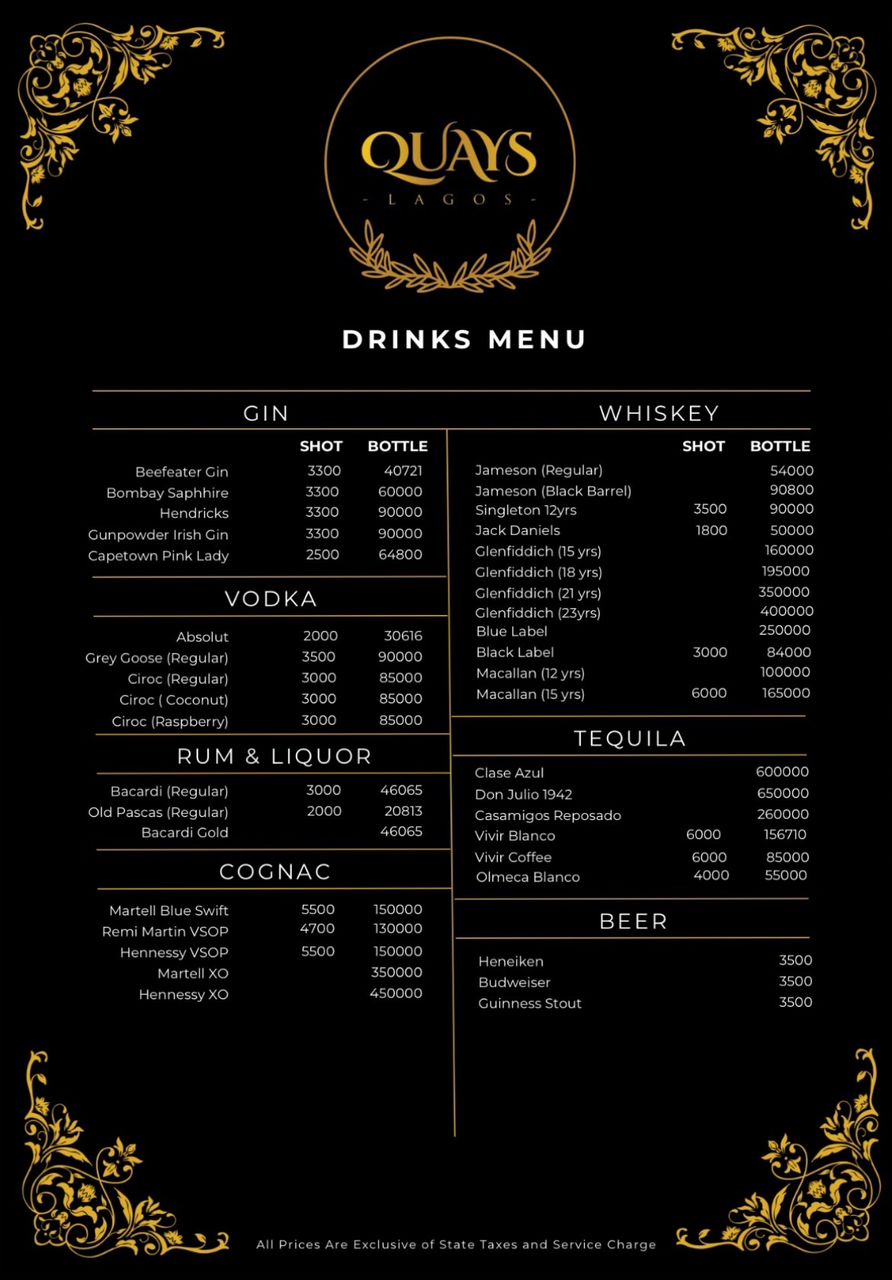 QUAYS
- LAGOS -
DRINKS MENU
GIN
SHOT BOTTLE
Beefeater Gin 3300 40721
Bombay Saphhire 3300 60000
Hendricks 3300 90000
Gunpowder Irish Gin 3300 90000
Capetown Pink Lady 2500 64800
VODKA
Absolut 2000 30616
Grey Goose (Regular) 3500 90000
Ciroc (Regular) 3000 85000
Ciroc ( Coconut) 3000 85000
Ciroc (Raspberry) 3000 85000
RUM & LIQUOR
Bacardi (Regular) 3000 46065
Old Pascas (Regular) 2000 20813
Bacardi Gold 46065
COGNAC
Martell Blue Swift 5500 150000
Remi Martin VSOP 4700 130000
Hennessy VSOP 5500 150000
Martell XO 350000
Hennessy XO 450000
WHISKEY
SHOT BOTTLE
Jameson (Regular) 54000
Jameson (Black Barrel) 90800
Singleton 12yrs 3500 90000
Jack Daniels 1800 50000
Glenfiddich (15 yrs) 160000
Glenfiddich (18 yrs) 195000
Glenfiddich (21 yrs) 350000
Glenfiddich (23yrs) 400000
Blue Label 250000
Black Label 3000 84000
Macallan (12 yrs) 100000
Macallan (15 yrs) 6000 165000
TEQUILA
Clase Azul 600000
Don Julio 1942 650000
Casamigos Reposado 260000
Vivir Blanco 6000 156710
Vivir Coffee 6000 85000
Olmeca Blanco 4000 55000
BEER
Heneiken 3500
Budweiser 3500
Guinness Stout 3500
All Prices Are Exclusive of State Taxes and Service Charge